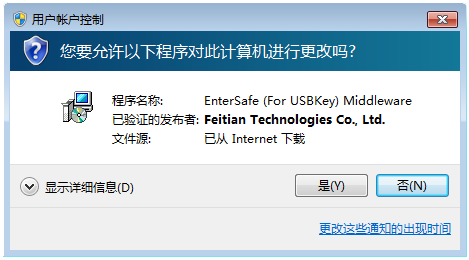 用户帐户控制
您要允许以下程序对此计算机进行更改吗?
程序名称: EnterSafe (For USBKey) Middleware
已验证的发布者: Feitian Technologies Co., Ltd.
文件源: 已从 Internet 下载
显示详细信息(D)
是(Y) 否(N)
更改这些通知的出现时间